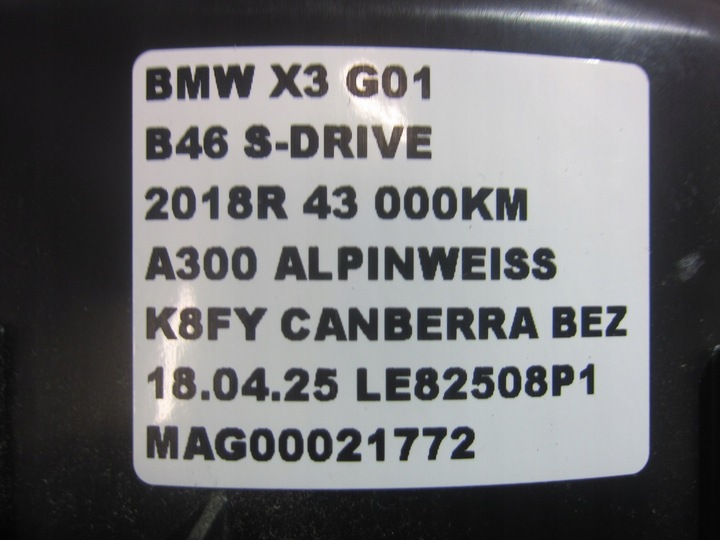 BMW X3 G01
B46 S-DRIVE
2018R 43 000KM
A300 ALPINWEISS
K8FY CANBERRA BEZ
18.04.25 LE82508P1
MAG00021772